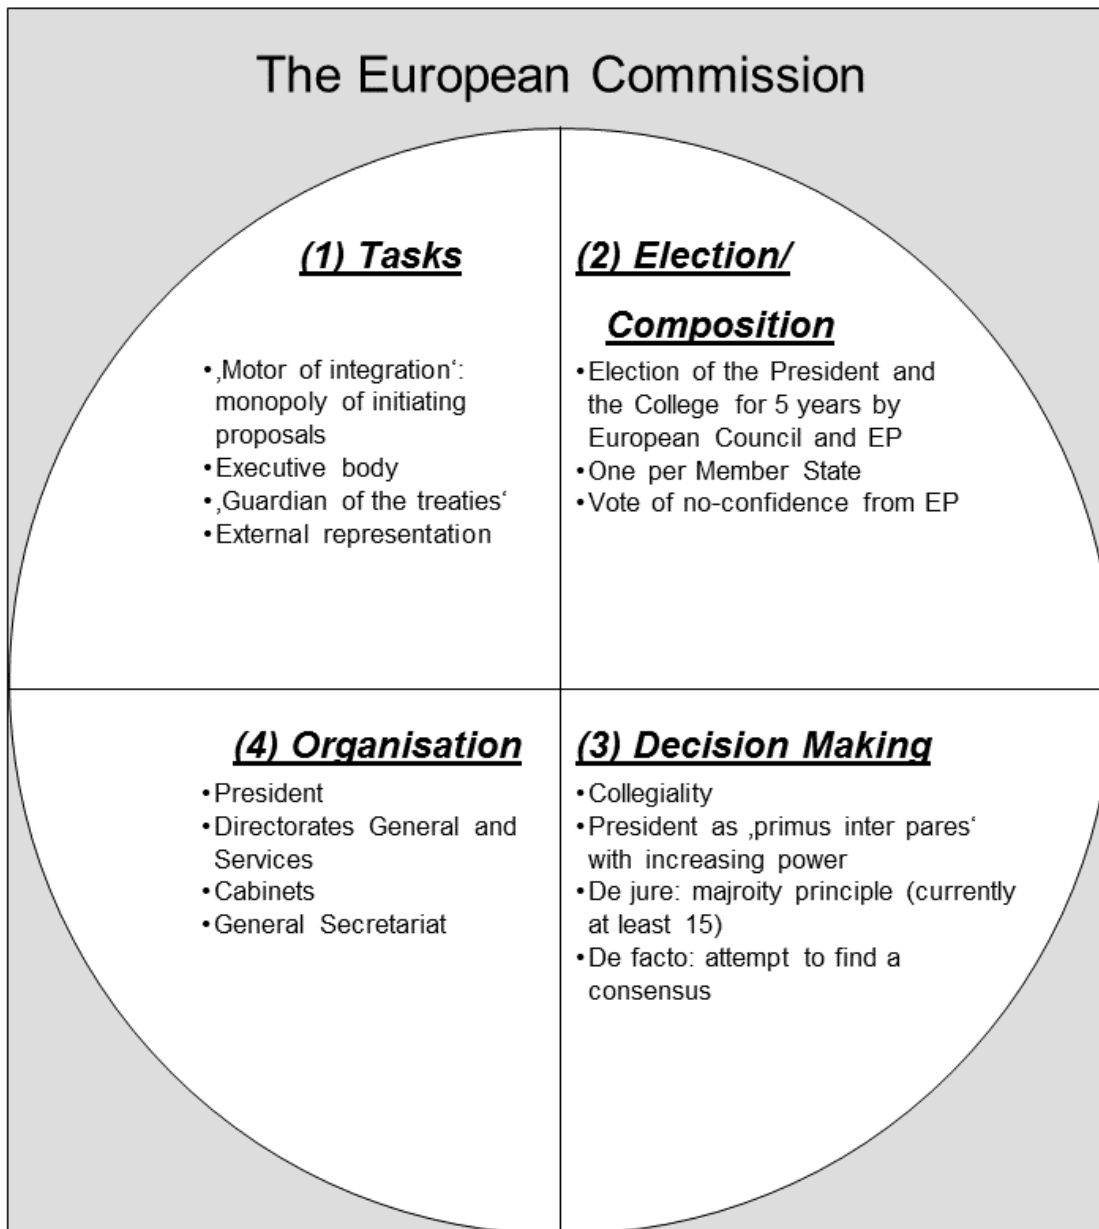 The European Commission
(1) Tasks
• ‚Motor of integration‘:
monopoly of initiating
proposals
• Executive body
• ‚Guardian of the treaties‘
• External representation
(2) Election/
Composition
• Election of the President and
the College for 5 years by
European Council and EP
• One per Member State
• Vote of no-confidence from EP
(3) Decision Making
• Collegiality
• President as ‚primus inter pares‘
with increasing power
• De jure: majroity principle (currently
at least 15)
• De facto: attempt to find a
consensus
(4) Organisation
• President
• Directorates General and
Services
• Cabinets
• General Secretariat